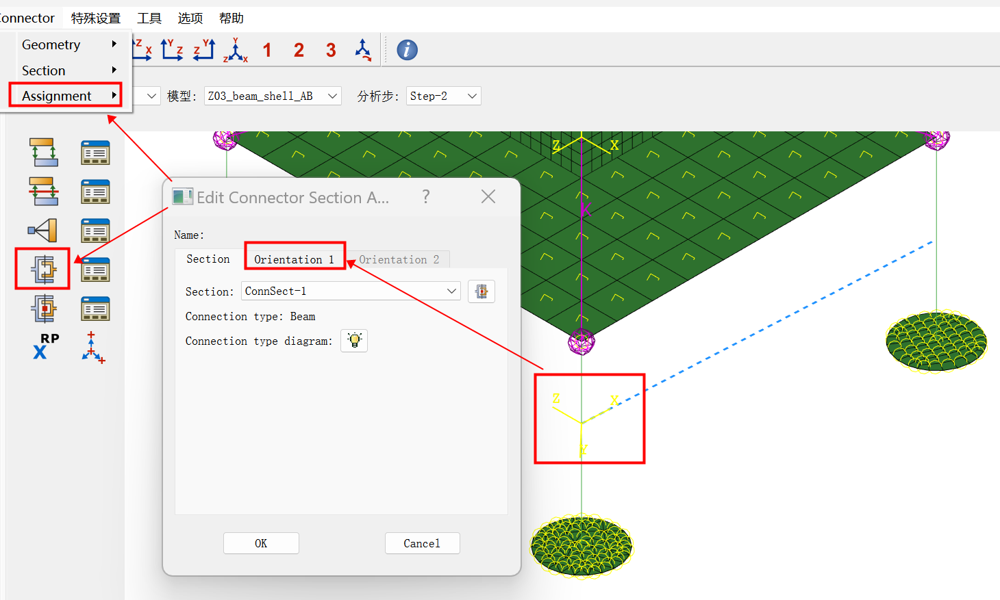 onnector 特殊设置 工具 选项 帮助
Geometry
Section
Assignment
Z X Y Z Z Y Y Z X 1 2 3 i
模型: Z03_beam_shell_AB 分析步: Step-2
Z X
K
Edit Connector Section A... ?
Name:
Section Orientation 1 Orientation 2
Section: ConnSect-1
Connection type: Beam
Connection type diagram:
RP
X
Z X
Y
OK Cancel